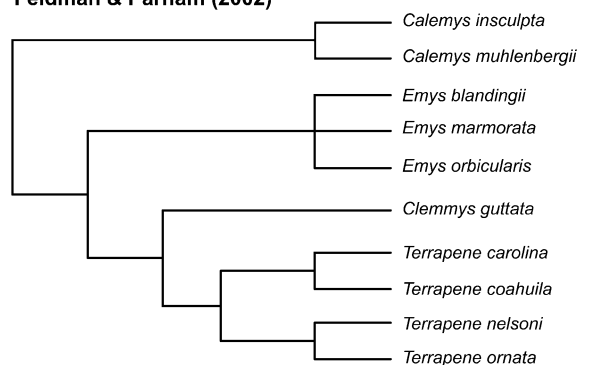 Feldman & Parham (2002)
Calemys insculpta
Calemys muhlenbergii
Emys blandingii
Emys marmorata
Emys orbicularis
Clemmys guttata
Terrapene carolina
Terrapene coahuila
Terrapene nelsoni
Terrapene ornata